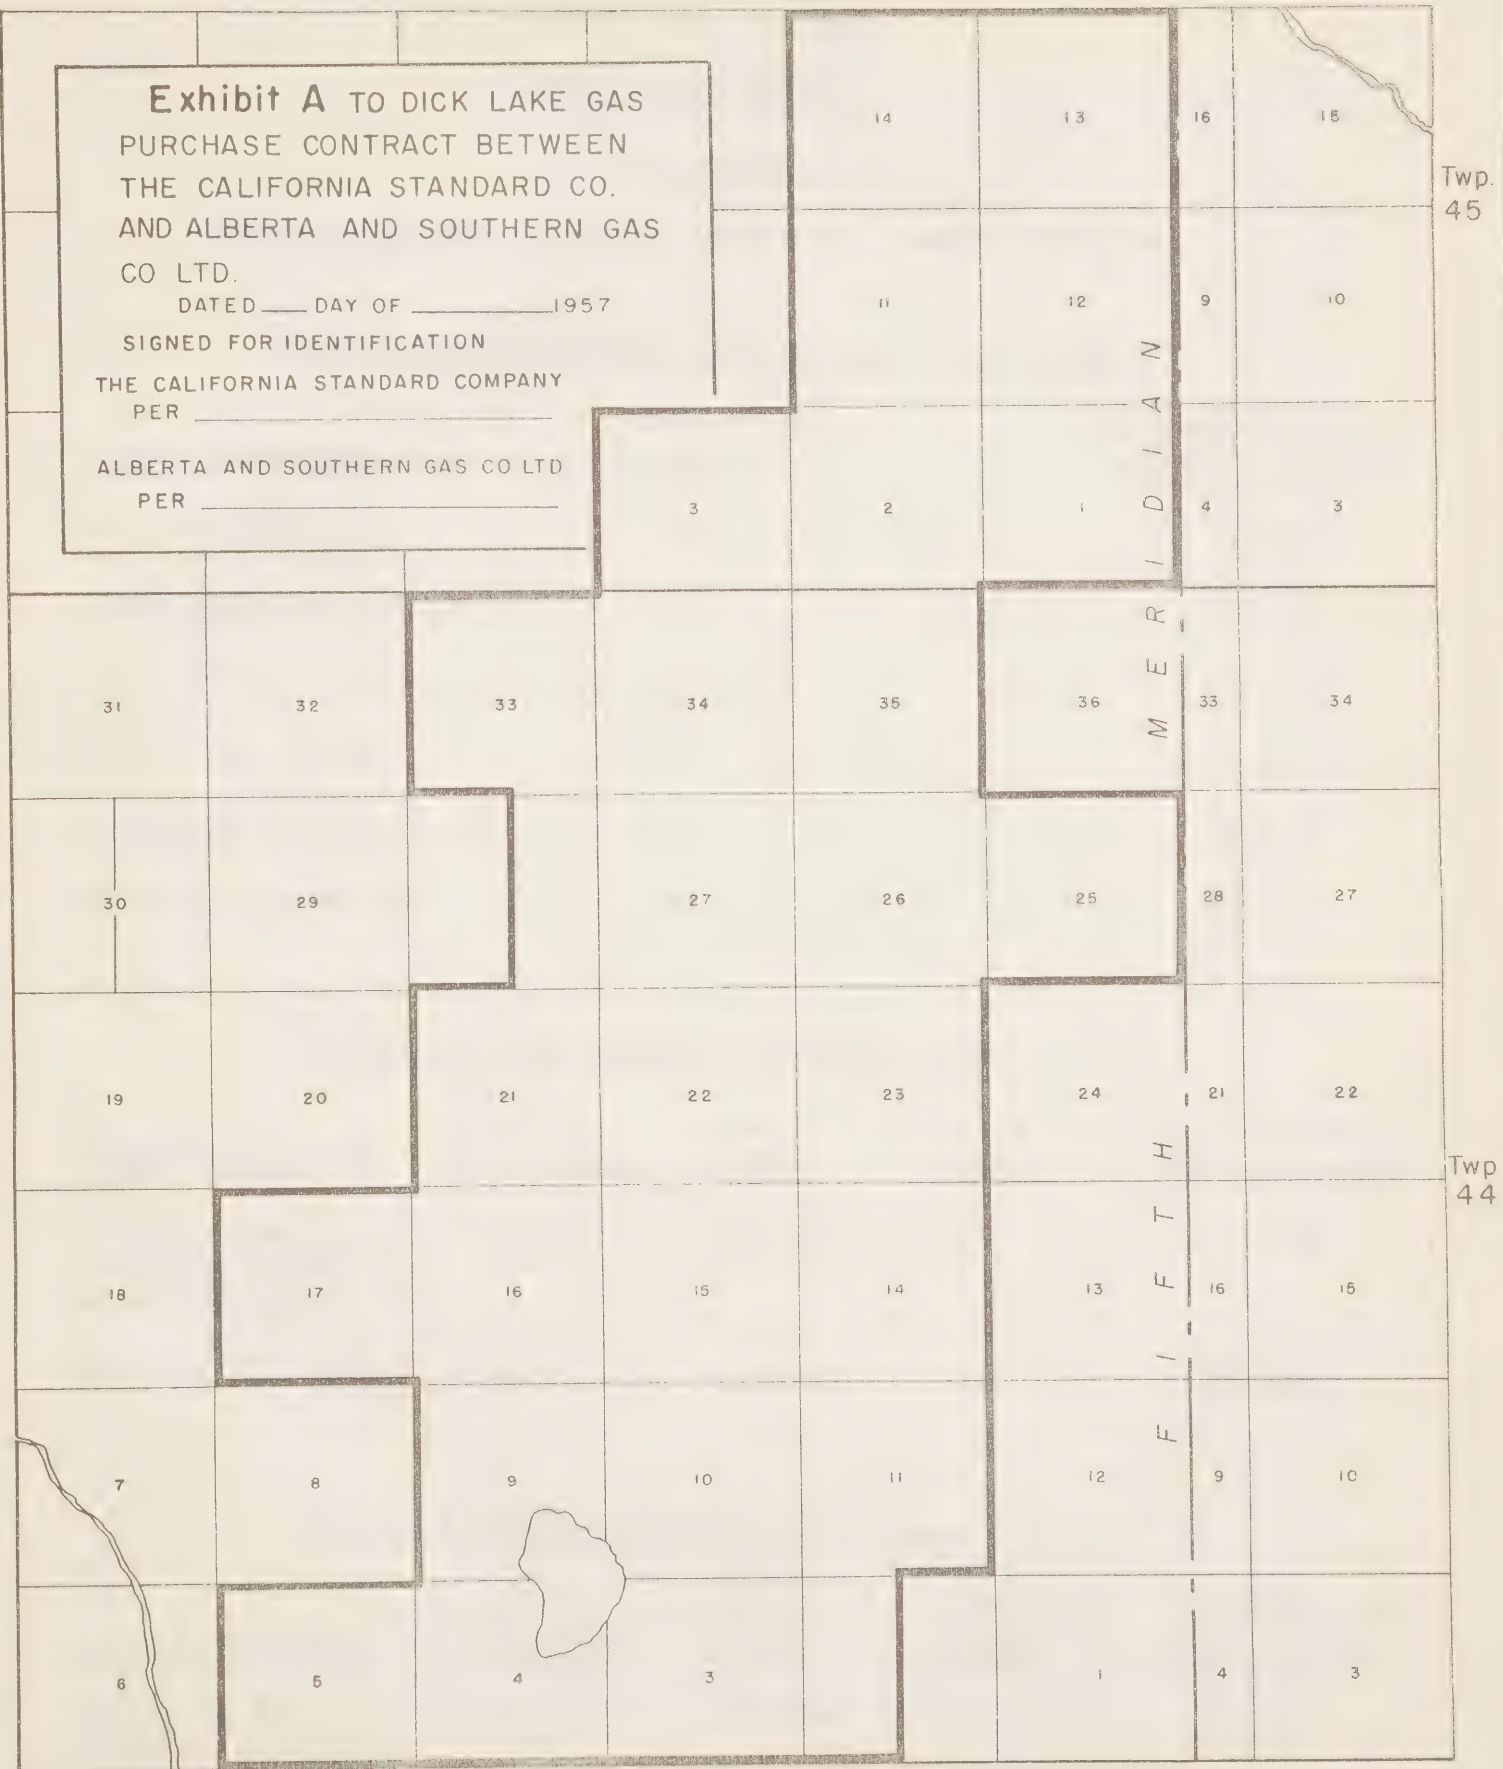 Exhibit A TO DICK LAKE GAS
PURCHASE CONTRACT BETWEEN
THE CALIFORNIA STANDARD CO.
AND ALBERTA AND SOUTHERN GAS
CO LTD.
DATED ___ DAY OF _________ 1957
SIGNED FOR IDENTIFICATION
THE CALIFORNIA STANDARD COMPANY
PER ____________________
ALBERTA AND SOUTHERN GAS CO LTD
PER ____________________
14 13 16 15
Twp.
45
11 12 9 10
3 2 1 4 3
31 32 33 34 35 36 33 34
30 29 27 26 25 28 27
19 20 21 22 23 24 21 22
Twp
44
18 17 16 15 14 13 16 15
7 8 9 10 11 12 9 10
6 5 4 3 1 4 3
FIFTH MERIDIAN